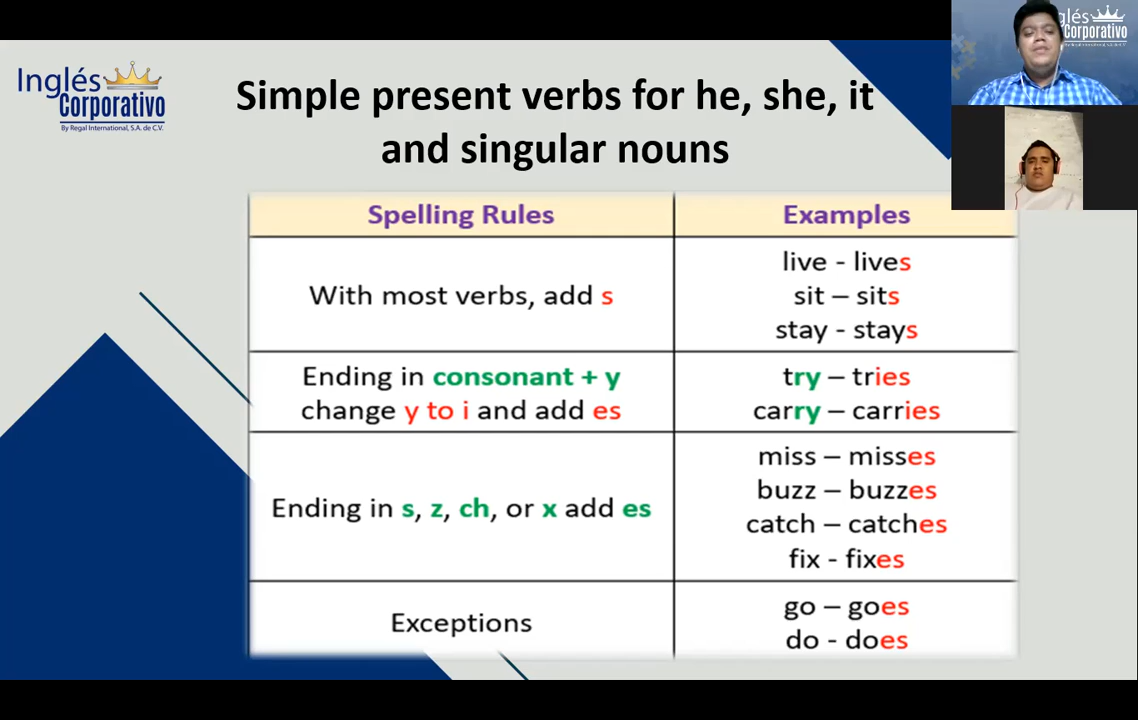 Inglés
Corporativo
By Regal International, S.A. de C.V.
Simple present verbs for he, she, it
and singular nouns
Spelling Rules
Examples
With most verbs, add s
live - lives
sit – sits
stay - stays
Ending in consonant + y
change y to i and add es
try – tries
carry – carries
Ending in s, z, ch, or x add es
miss – misses
buzz – buzzes
catch – catches
fix - fixes
Exceptions
go – goes
do - does
glés
Corporativo